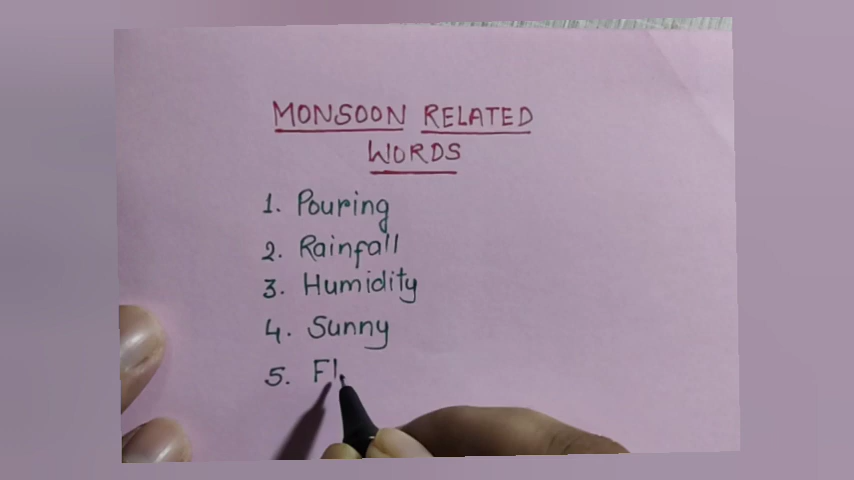 MONSOON RELATED
WORDS
1. Pouring
2. Rainfall
3. Humidity
4. Sunny
5. Fl